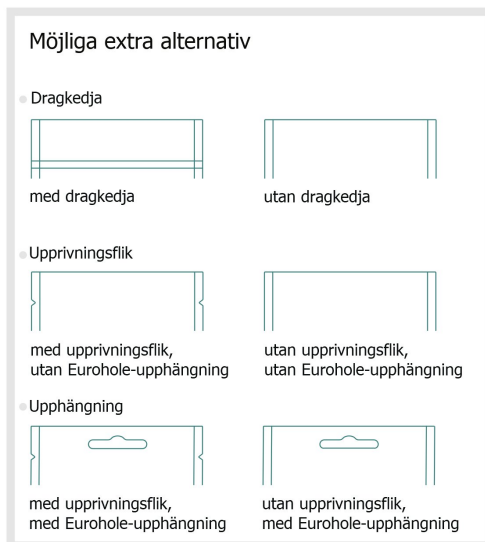 Möjliga extra alternativ
Dragkedja
med dragkedja
utan dragkedja
Upprivningsflik
med upprivningsflik,
utan Eurohole-upphängning
utan upprivningsflik,
utan Eurohole-upphängning
Upphängning
med upprivningsflik,
med Eurohole-upphängning
utan upprivningsflik,
med Eurohole-upphängning